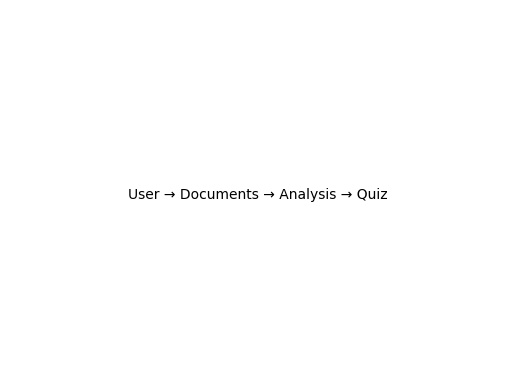 User → Documents → Analysis → Quiz